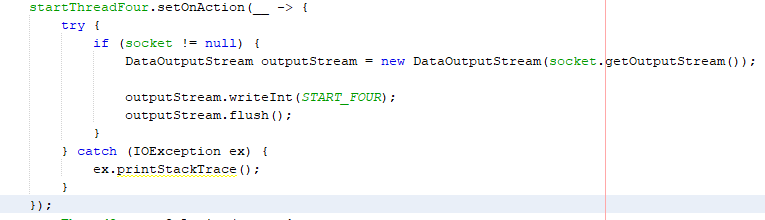 startThreadFour.setOnAction(__ -> {
try {
if (socket != null) {
DataOutputStream outputStream = new DataOutputStream(socket.getOutputStream());
outputStream.writeInt(START_FOUR);
outputStream.flush();
}
} catch (IOException ex) {
ex.printStackTrace();
}
});